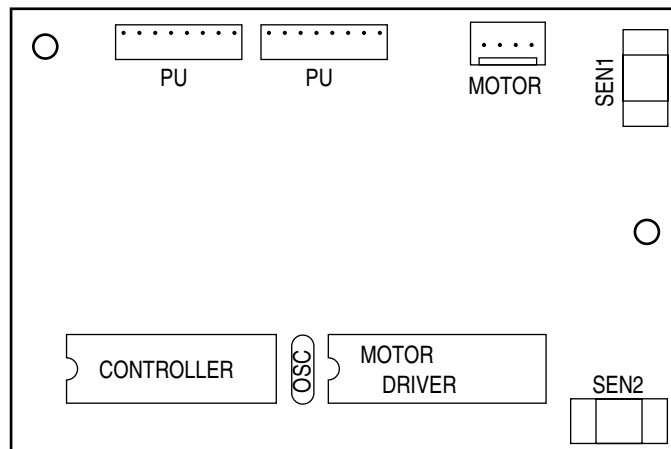 PU
PU
MOTOR
SEN1
CONTROLLER
OSC
MOTOR
DRIVER
SEN2